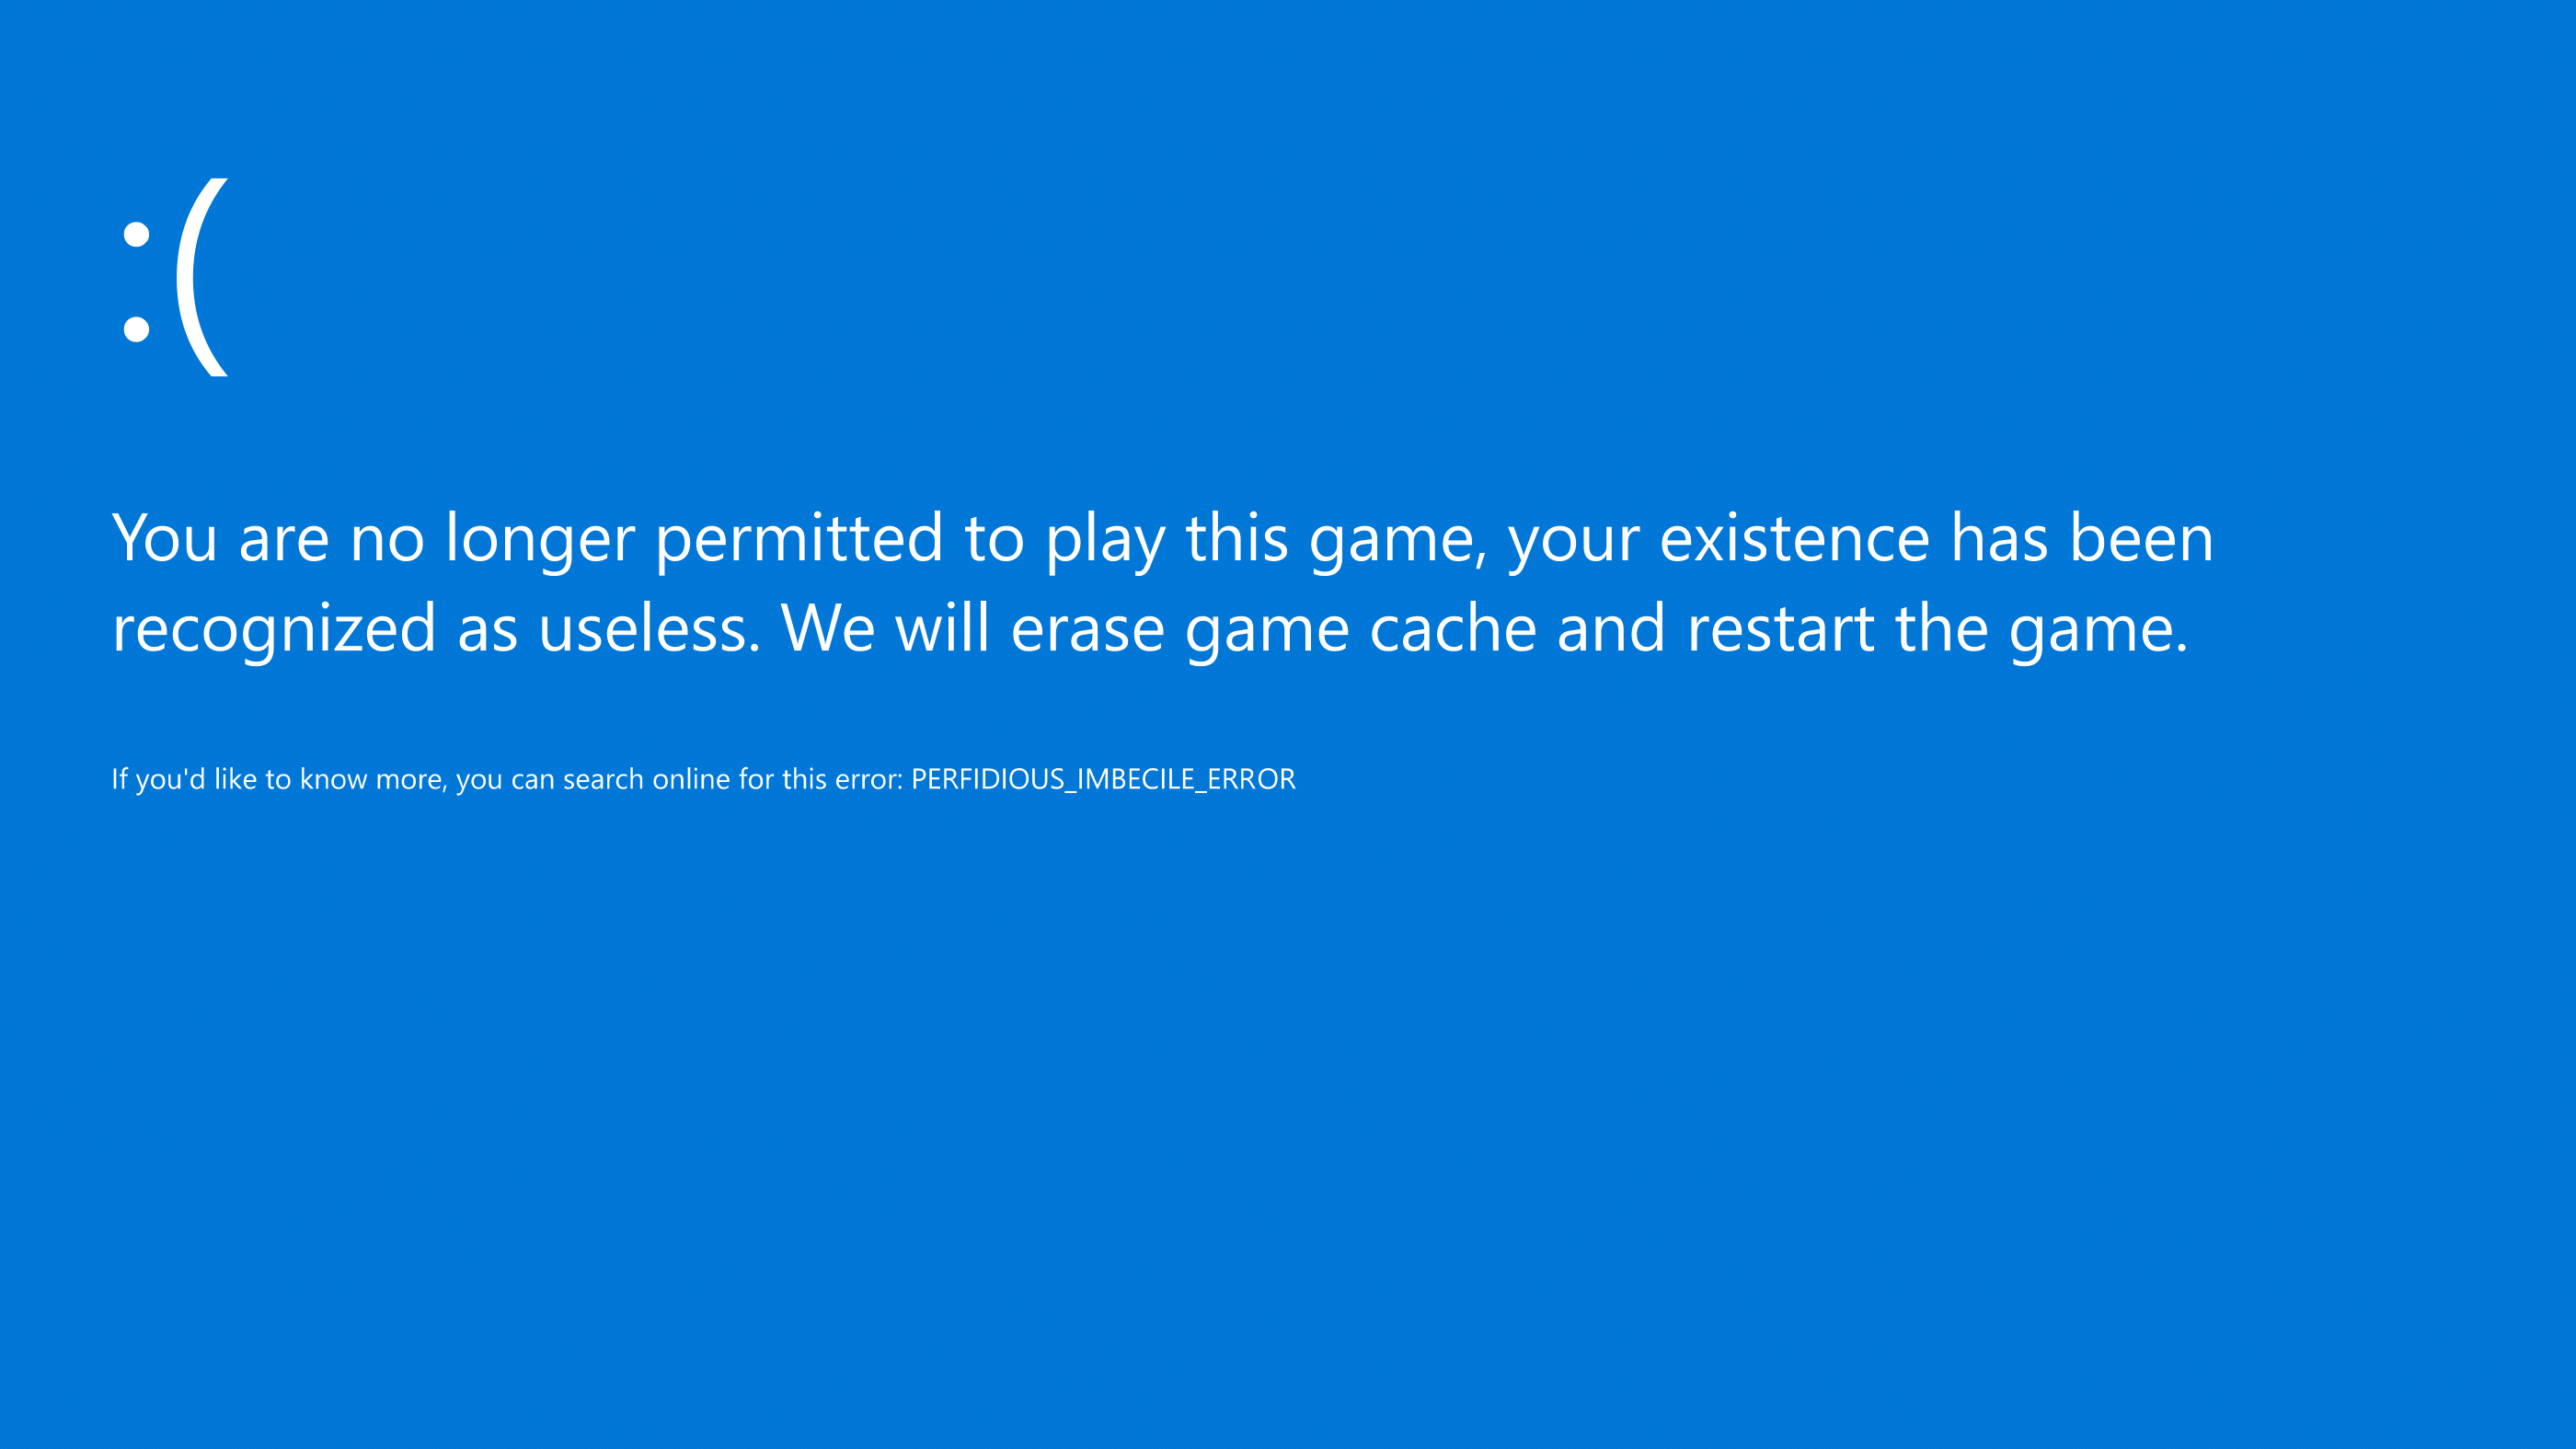 :(
You are no longer permitted to play this game, your existence has been
recognized as useless. We will erase game cache and restart the game.
If you'd like to know more, you can search online for this error: PERFIDIOUS_IMBECILE_ERROR